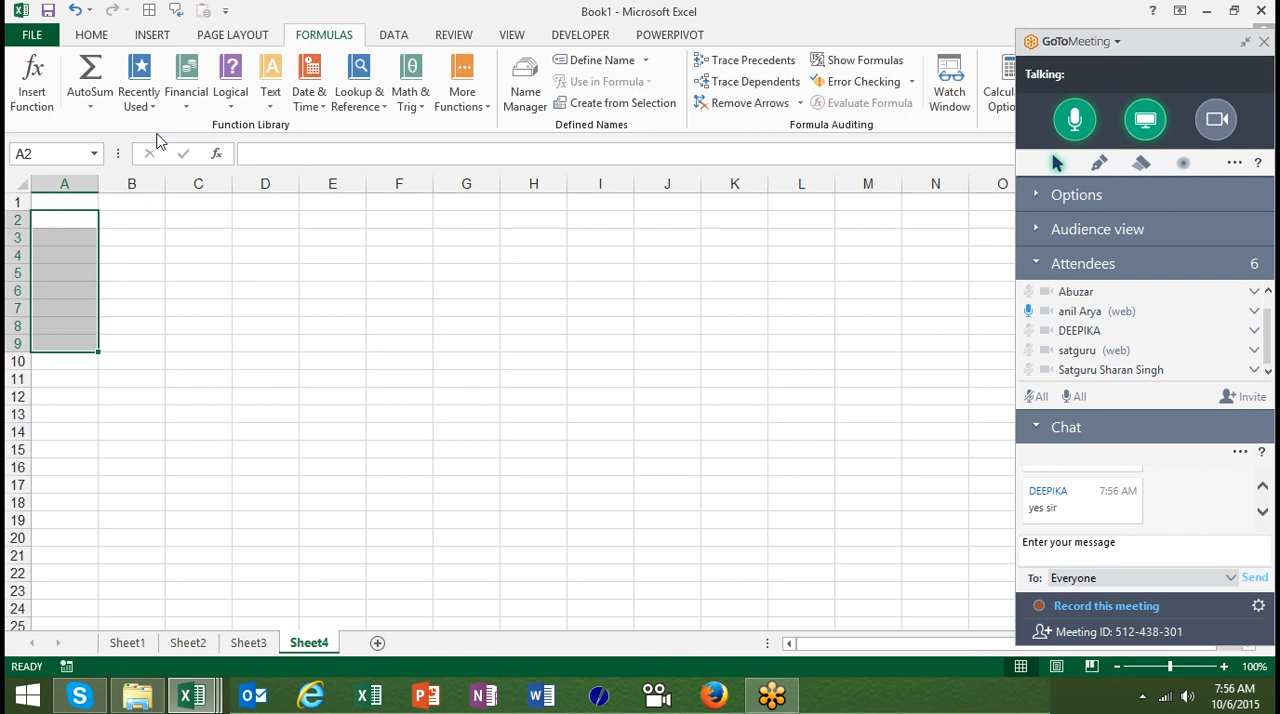 Book1 - Microsoft Excel
FILE HOME INSERT PAGE LAYOUT FORMULAS DATA REVIEW VIEW DEVELOPER POWERPIVOT
Insert Function
AutoSum
Recently Used
Financial
Logical
Text
Date & Time
Lookup & Reference
Math & Trig
More Functions
Function Library
Name Manager
Define Name
Use in Formula
Create from Selection
Defined Names
Trace Precedents
Trace Dependents
Remove Arrows
Show Formulas
Error Checking
Evaluate Formula
Formula Auditing
Watch Window
A2
fx
A B C D E F G H I J K L M N O
1
2
3
4
5
6
7
8
9
10
11
12
13
14
15
16
17
18
19
20
21
22
23
24
25
Sheet1 Sheet2 Sheet3 Sheet4
READY
100%
GoToMeeting
Talking:
Options
Audience view
Attendees 6
Abuzar
anil Arya (web)
DEEPIKA
satguru (web)
Satguru Sharan Singh
All All Invite
Chat
DEEPIKA 7:56 AM
yes sir
Enter your message
To: Everyone Send
Record this meeting
Meeting ID: 512-438-301
7:56 AM
10/6/2015